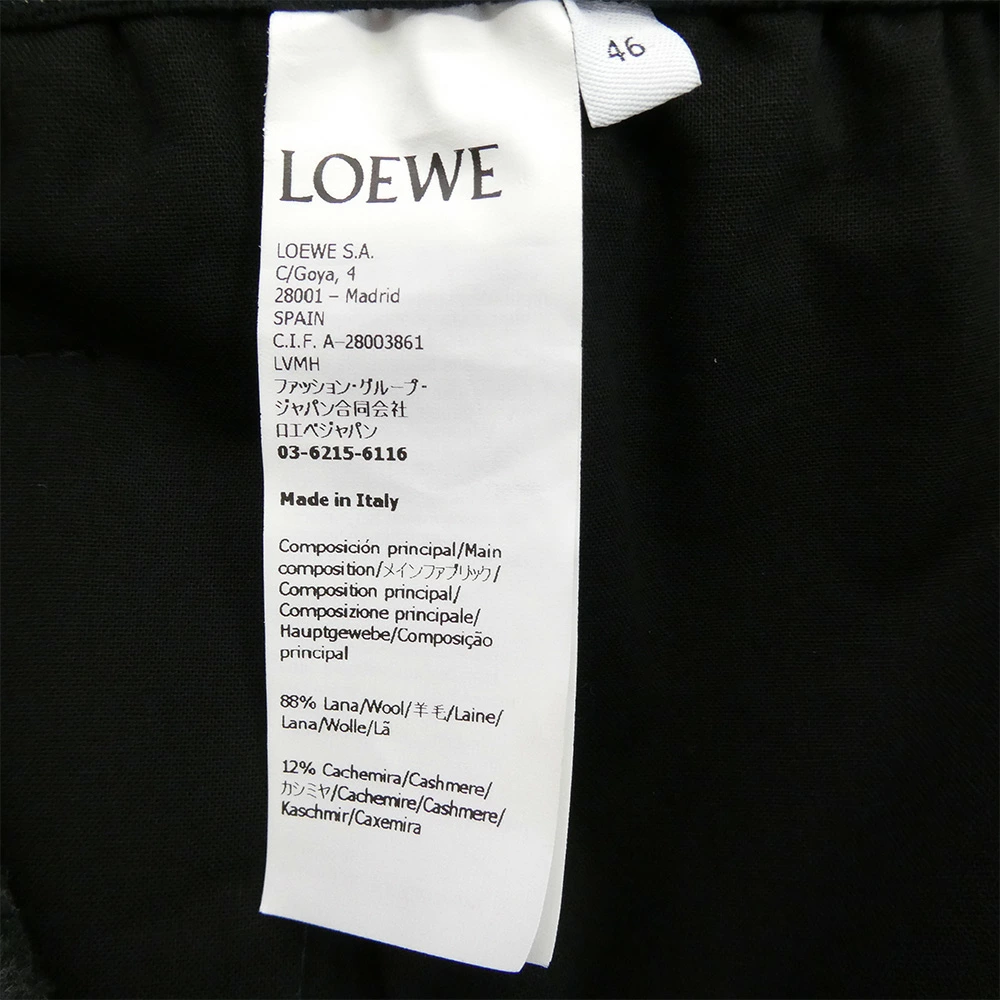 46
LOEWE
LOEWE S.A.
C/Goya, 4
28001 – Madrid
SPAIN
C.I.F. A-28003861
LVMH
ファッション・グループ・
ジャパン合同会社
ロエベジャパン
03-6215-6116
Made in Italy
Composición principal/Main
composition/メインファブリック/
Composition principal/
Composizione principale/
Hauptgewebe/Composição
principal
88% Lana/Wool/羊毛/Laine/
Lana/Wolle/Lã
12% Cachemira/Cashmere/
カシミヤ/Cachemire/Cashmere/
Kaschmir/Caxemira